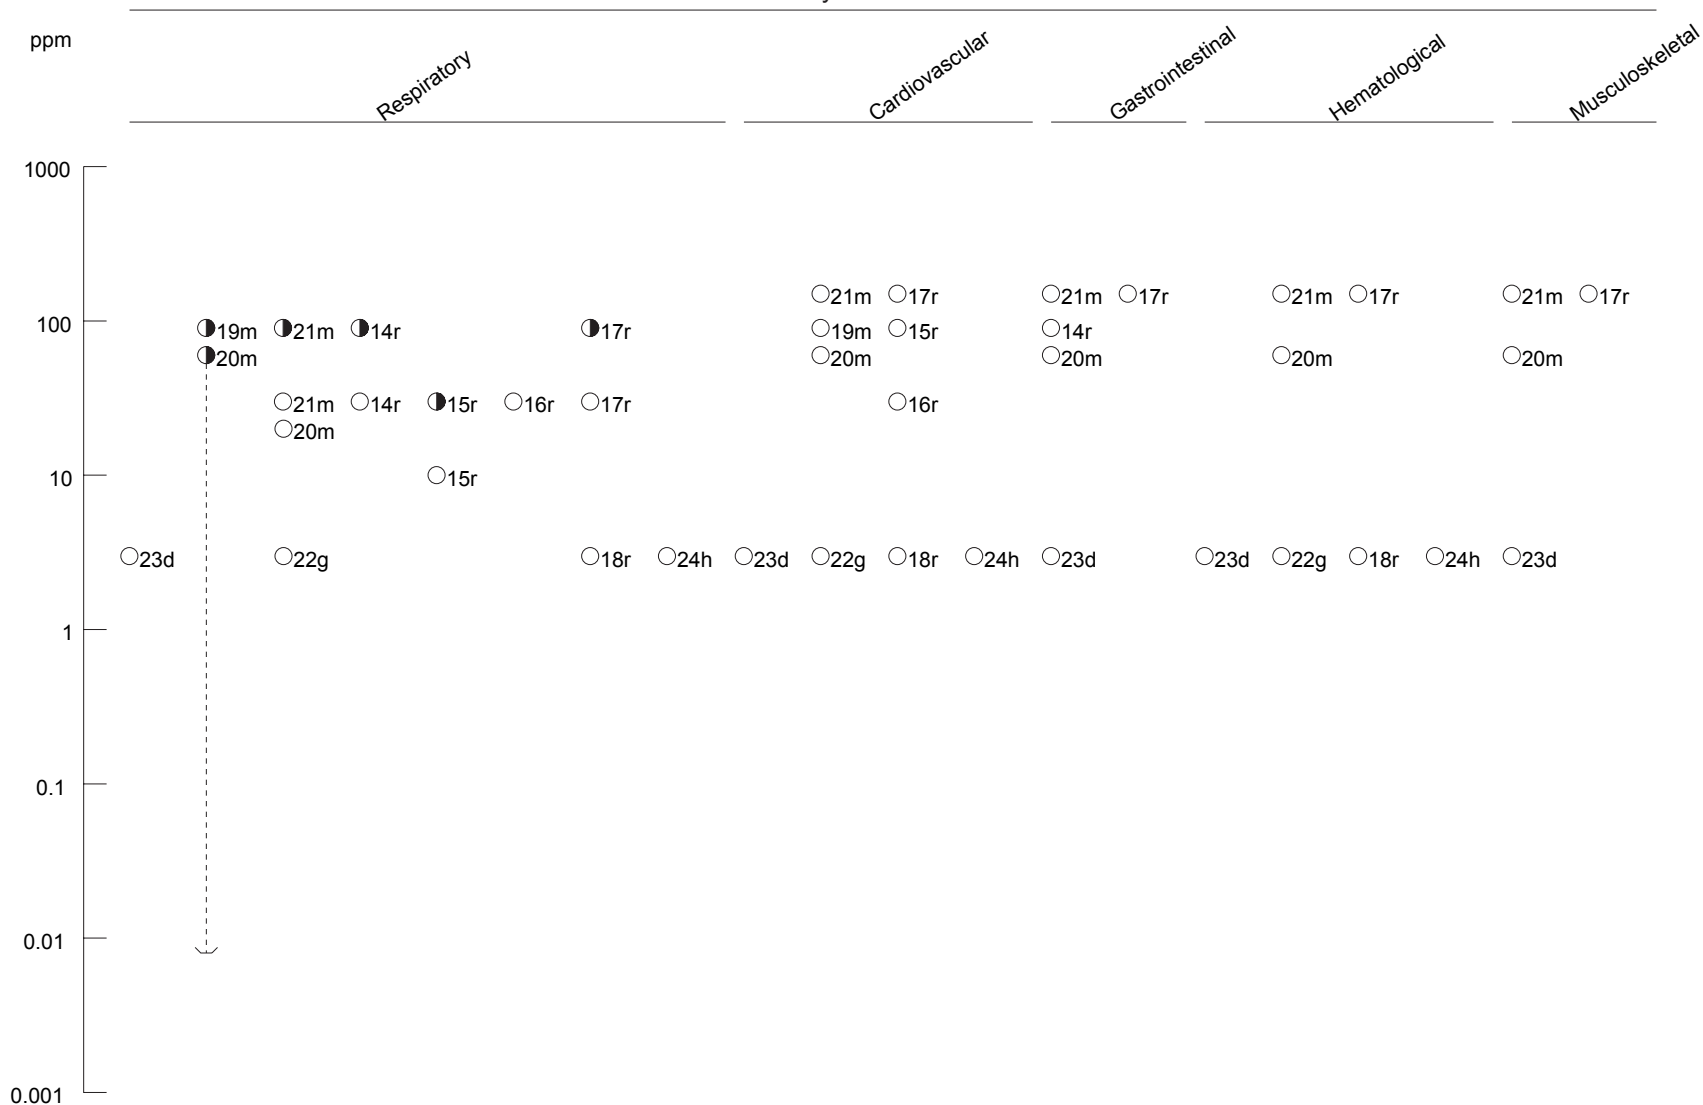 ppm
Respiratory Cardiovascular Gastrointestinal Hematological Musculoskeletal
1000
21m 17r 21m 17r 21m 17r 21m 17r
100
19m 21m 14r 17r 19m 15r 14r
20m 20m 20m 20m 20m
21m 14r 15r 16r 17r 16r
20m
10
15r
23d 22g 18r 24h 23d 22g 18r 24h 23d 23d 22g 18r 24h 23d
1
0.1
0.01
0.001